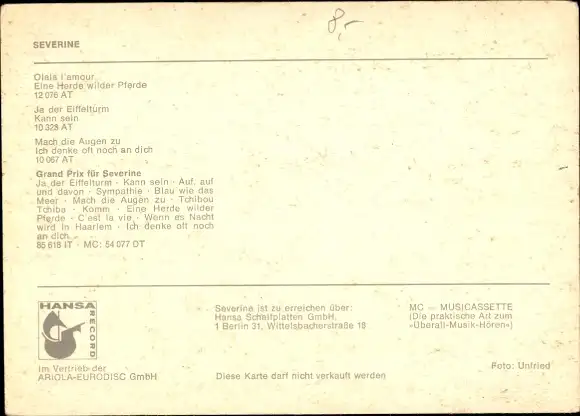 8,-
SEVERINE
Olala l'amour
Eine Herde wilder Pferde
12 076 AT
Ja der Eiffelturm
Kann sein
10 328 AT
Mach die Augen zu
Ich denke oft noch an dich
10 067 AT
Grand Prix für Severine
Ja der Eiffelturm · Kann sein · Auf, auf
und davon · Sympathie · Blau wie das
Meer · Mach die Augen zu · Tchibou
Tchiba · Komm · Eine Herde wilder
Pferde · C'est la vie · Wenn es Nacht
wird in Haarlem · Ich denke oft noch
an dich
85 618 IT · MC: 54 077 DT
HANSA
RECORD
Im Vertrieb der
ARIOLA-EURODISC GmbH
Severine ist zu erreichen über:
Hansa Schallplatten GmbH,
1 Berlin 31, Wittelsbacherstraße 18
Diese Karte darf nicht verkauft werden
MC — MUSICASSETTE
(Die praktische Art zum
»Überall-Musik-Hören«)
Foto: Unfried